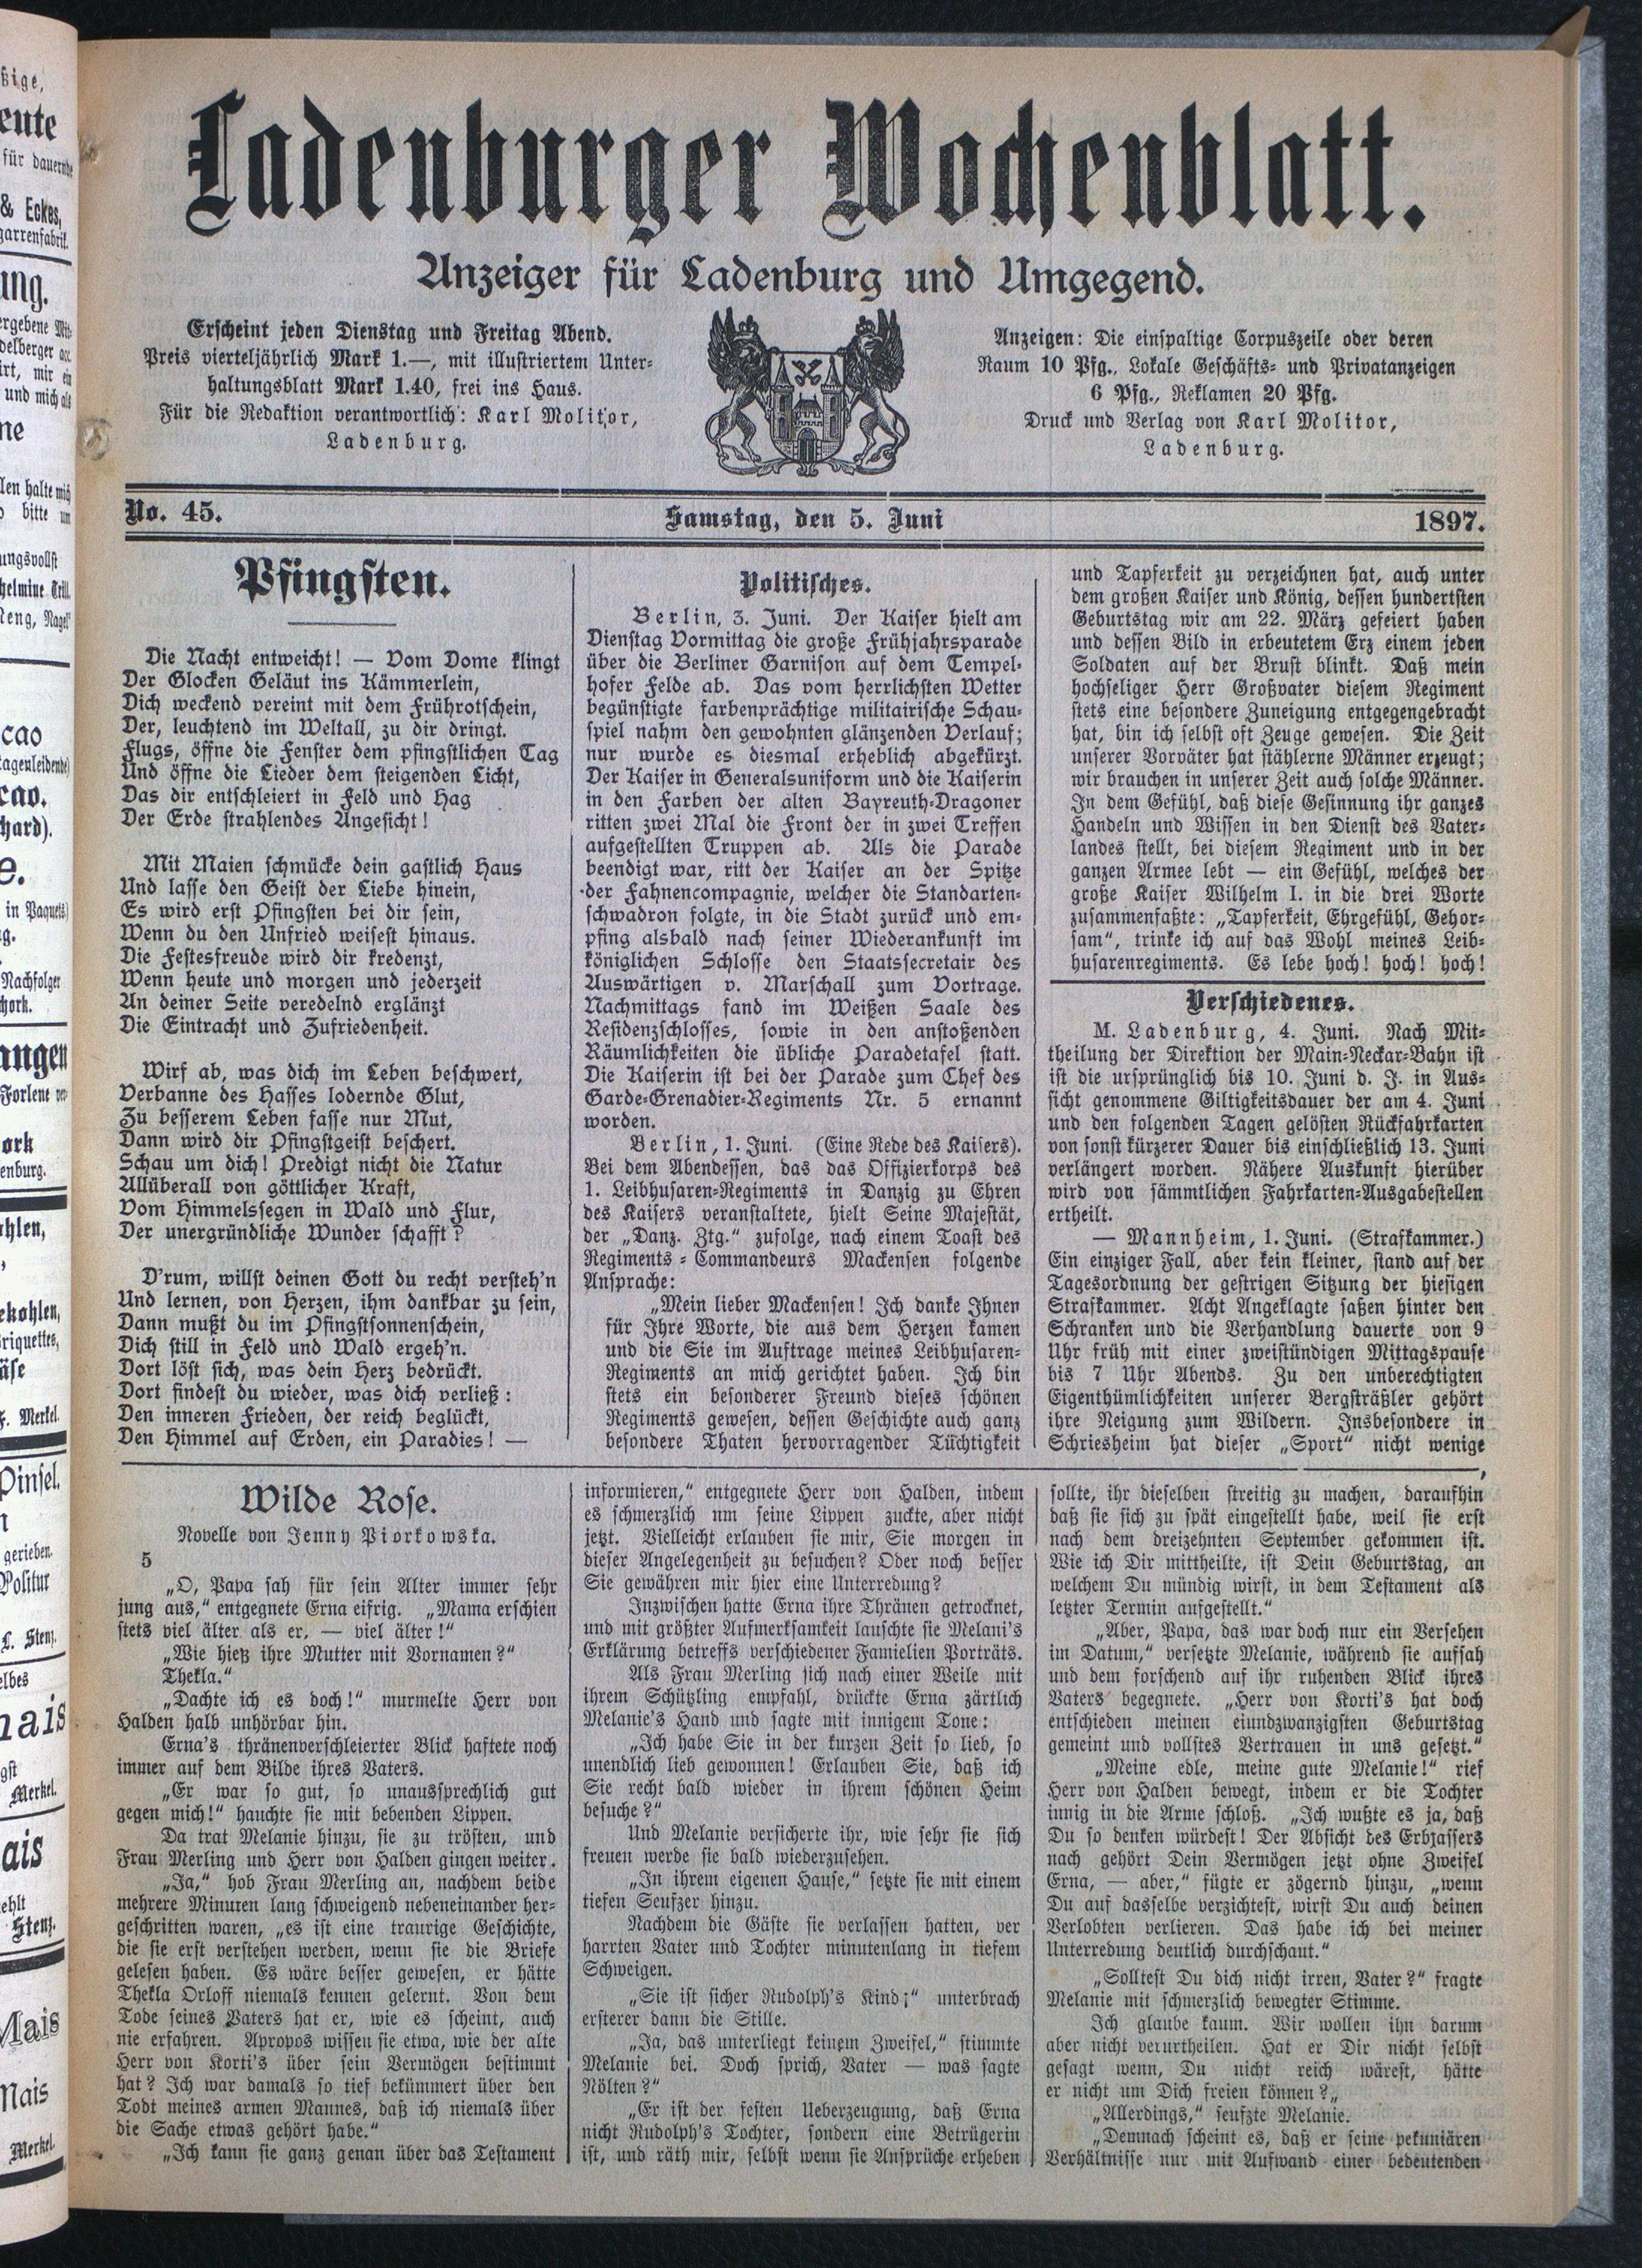 Ladenburger Wochenblatt.
Anzeiger für Ladenburg und Umgegend.
Erscheint jeden Dienstag und Freitag Abend.
Preis vierteljährlich Mark 1.—, mit illustriertem Unter-
haltungsblatt Mark 1.40, frei ins Haus.
Für die Redaktion verantwortlich: Karl Molitor,
Ladenburg.
Anzeigen: Die einspaltige Corpuszeile oder deren
Raum 10 Pfg., Lokale Geschäfts- und Privatanzeigen
6 Pfg., Reklamen 20 Pfg.
Druck und Verlag von Karl Molitor,
Ladenburg.
No. 45.
Samstag, den 5. Juni
1897.
Pfingsten.
Die Nacht entweicht! — Vom Dome klingt
Der Glocken Geläut ins Kämmerlein,
Dich weckend vereint mit dem Frührotschein,
Der, leuchtend im Weltall, zu dir dringt.
Flugs, öffne die Fenster dem pfingstlichen Tag
Und öffne die Lieder dem steigenden Licht,
Das dir entschleiert in Feld und Hag
Der Erde strahlendes Angesicht!
Mit Maien schmücke dein gastlich Haus
Und lasse den Geist der Liebe hinein,
Es wird erst Pfingsten bei dir sein,
Wenn du den Unfried weisest hinaus.
Die Festesfreude wird dir kredenzt,
Wenn heute und morgen und jederzeit
An deiner Seite veredelnd erglänzt
Die Eintracht und Zufriedenheit.
Wirf ab, was dich im Leben beschwert,
Verbanne des Hasses lodernde Glut,
Zu besserem Leben fasse nur Mut,
Dann wird dir Pfingstgeist beschert.
Schau um dich! Predigt nicht die Natur
Allüberall von göttlicher Kraft,
Vom Himmelssegen in Wald und Flur,
Der unergründliche Wunder schafft?
D'rum, willst deinen Gott du recht versteh'n
Und lernen, von Herzen, ihm dankbar zu sein,
Dann mußt du im Pfingstsonnenschein,
Dich still in Feld und Wald ergeh'n.
Dort löst sich, was dein Herz bedrückt.
Dort findest du wieder, was dich verließ:
Den inneren Frieden, der reich beglückt,
Den Himmel auf Erden, ein Paradies! —
Politisches.
Berlin, 3. Juni. Der Kaiser hielt am
Dienstag Vormittag die große Frühjahrsparade
über die Berliner Garnison auf dem Tempel-
hofer Felde ab. Das vom herrlichsten Wetter
begünstigte farbenprächtige militairische Schau-
spiel nahm den gewohnten glänzenden Verlauf;
nur wurde es diesmal erheblich abgekürzt.
Der Kaiser in Generalsuniform und die Kaiserin
in den Farben der alten Bayreuth-Dragoner
ritten zwei Mal die Front der in zwei Treffen
aufgestellten Truppen ab. Als die Parade
beendigt war, ritt der Kaiser an der Spitze
der Fahnencompagnie, welcher die Standarten-
schwadron folgte, in die Stadt zurück und em-
pfing alsbald nach seiner Wiederankunft im
königlichen Schlosse den Staatssecretair des
Auswärtigen v. Marschall zum Vortrage.
Nachmittags fand im Weißen Saale des
Residenzschlosses, sowie in den anstoßenden
Räumlichkeiten die übliche Paradetafel statt.
Die Kaiserin ist bei der Parade zum Chef des
Garde-Grenadier-Regiments Nr. 5 ernannt
worden.
Berlin, 1. Juni. (Eine Rede des Kaisers).
Bei dem Abendessen, das das Offizierkorps des
1. Leibhusaren-Regiments in Danzig zu Ehren
des Kaisers veranstaltete, hielt Seine Majestät,
der „Danz. Ztg.“ zufolge, nach einem Toast des
Regiments-Commandeurs Mackensen folgende
Ansprache:
„Mein lieber Mackensen! Ich danke Ihnen
für Ihre Worte, die aus dem Herzen kamen
und die Sie im Auftrage meines Leibhusaren-
Regiments an mich gerichtet haben. Ich bin
stets ein besonderer Freund dieses schönen
Regiments gewesen, dessen Geschichte auch ganz
besondere Thaten hervorragender Tüchtigkeit
und Tapferkeit zu verzeichnen hat, auch unter
dem großen Kaiser und König, dessen hundertsten
Geburtstag wir am 22. März gefeiert haben
und dessen Bild in erbeutetem Erz einem jeden
Soldaten auf der Brust blinkt. Daß mein
hochseliger Herr Großvater diesem Regiment
stets eine besondere Zuneigung entgegengebracht
hat, bin ich selbst oft Zeuge gewesen. Die Zeit
unserer Vorväter hat stählerne Männer erzeugt;
wir brauchen in unserer Zeit auch solche Männer.
In dem Gefühl, daß diese Gesinnung ihr ganzes
Handeln und Wissen in den Dienst des Vater-
landes stellt, bei diesem Regiment und in der
ganzen Armee lebt — ein Gefühl, welches der
große Kaiser Wilhelm I. in die drei Worte
zusammenfaßte: „Tapferkeit, Ehrgefühl, Gehor-
sam“, trinke ich auf das Wohl meines Leib-
husarenregiments. Es lebe hoch! hoch! hoch!
Verschiedenes.
M. Ladenburg, 4. Juni. Nach Mit-
theilung der Direktion der Main-Neckar-Bahn ist
ist die ursprünglich bis 10. Juni d. J. in Aus-
sicht genommene Giltigkeitsdauer der am 4. Juni
und den folgenden Tagen gelösten Rückfahrkarten
von sonst kürzerer Dauer bis einschließlich 13. Juni
verlängert worden. Nähere Auskunft hierüber
wird von sämmtlichen Fahrkarten-Ausgabestellen
ertheilt.
— Mannheim, 1. Juni. (Strafkammer.)
Ein einziger Fall, aber kein kleiner, stand auf der
Tagesordnung der gestrigen Sitzung der hiesigen
Strafkammer. Acht Angeklagte saßen hinter den
Schranken und die Verhandlung dauerte von 9
Uhr früh mit einer zweistündigen Mittagspause
bis 7 Uhr Abends. Zu den unberechtigten
Eigenthümlichkeiten unserer Bergsträßler gehört
ihre Neigung zum Wildern. Insbesondere in
Schriesheim hat dieser „Sport“ nicht wenige
Wilde Rose.
Novelle von Jenny Piorkowska.
5
„O, Papa sah für sein Alter immer sehr
jung aus,“ entgegnete Erna eifrig. „Mama erschien
stets viel älter als er, — viel älter!“
„Wie hieß ihre Mutter mit Vornamen?“
Thekla.“
„Dachte ich es doch!“ murmelte Herr von
Halden halb unhörbar hin.
Erna's thränenverschleierter Blick haftete noch
immer auf dem Bilde ihres Vaters.
„Er war so gut, so unaussprechlich gut
gegen mich!“ hauchte sie mit bebenden Lippen.
Da trat Melanie hinzu, sie zu trösten, und
Frau Merling und Herr von Halden gingen weiter.
„Ja,“ hob Frau Merling an, nachdem beide
mehrere Minuten lang schweigend nebeneinander her-
geschritten waren, „es ist eine traurige Geschichte,
die sie erst verstehen werden, wenn sie die Briefe
gelesen haben. Es wäre besser gewesen, er hätte
Thekla Orloff niemals kennen gelernt. Von dem
Tode seines Vaters hat er, wie es scheint, auch
nie erfahren. Apropos wissen sie etwa, wie der alte
Herr von Korti's über sein Vermögen bestimmt
hat? Ich war damals so tief bekümmert über den
Todt meines armen Mannes, daß ich niemals über
die Sache etwas gehört habe.“
„Ich kann sie ganz genau über das Testament
informieren,“ entgegnete Herr von Halden, indem
es schmerzlich um seine Lippen zuckte, aber nicht
jetzt. Vielleicht erlauben sie mir, Sie morgen in
dieser Angelegenheit zu besuchen? Oder noch besser
Sie gewähren mir hier eine Unterredung?
Inzwischen hatte Erna ihre Thränen getrocknet,
und mit größter Aufmerksamkeit lauschte sie Melani's
Erklärung betreffs verschiedener Famelien Porträts.
Als Frau Merling sich nach einer Weile mit
ihrem Schützling empfahl, drückte Erna zärtlich
Melanie's Hand und sagte mit innigem Tone:
„Ich habe Sie in der kurzen Zeit so lieb, so
unendlich lieb gewonnen! Erlauben Sie, daß ich
Sie recht bald wieder in ihrem schönen Heim
besuche?“
Und Melanie versicherte ihr, wie sehr sie sich
freuen werde sie bald wiederzusehen.
„In ihrem eigenen Hause,“ setzte sie mit einem
tiefen Seufzer hinzu.
Nachdem die Gäste sie verlassen hatten, ver
harrten Vater und Tochter minutenlang in tiefem
Schweigen.
„Sie ist sicher Rudolph's Kind;“ unterbrach
ersterer dann die Stille.
„Ja, das unterliegt keinem Zweifel,“ stimmte
Melanie bei. Doch sprich, Vater — was sagte
Nölten?“
„Er ist der festen Ueberzeugung, daß Erna
nicht Rudolph's Tochter, sondern eine Betrügerin
ist, und räth mir, selbst wenn sie Ansprüche erheben
sollte, ihr dieselben streitig zu machen, daraufhin
daß sie sich zu spät eingestellt habe, weil sie erst
nach dem dreizehnten September gekommen ist.
Wie ich Dir mittheilte, ist Dein Geburtstag, an
welchem Du mündig wirst, in dem Testament als
letzter Termin aufgestellt.“
„Aber, Papa, das war doch nur ein Versehen
im Datum,“ versetzte Melanie, während sie aufsah
und dem forschend auf ihr ruhenden Blick ihres
Vaters begegnete. „Herr von Korti's hat doch
entschieden meinen eiundzwanzigsten Geburtstag
gemeint und vollstes Vertrauen in uns gesetzt.“
„Meine edle, meine gute Melanie!“ rief
Herr von Halden bewegt, indem er die Tochter
innig in die Arme schloß. „Ich wußte es ja, daß
Du so denken würdest! Der Absicht des Erbjassers
nach gehört Dein Vermögen jetzt ohne Zweifel
Erna, — aber,“ fügte er zögernd hinzu, „wenn
Du auf dasselbe verzichtest, wirst Du auch deinen
Verlobten verlieren. Das habe ich bei meiner
Unterredung deutlich durchschaut.“
„Solltest Du dich nicht irren, Vater?“ fragte
Melanie mit schmerzlich bewegter Stimme.
Ich glaube kaum. Wir wollen ihn darum
aber nicht verurtheilen. Hat er Dir nicht selbst
gesagt wenn, Du nicht reich wärest, hätte
er nicht um Dich freien können?„
„Allerdings,“ seufzte Melanie.
„Demnach scheint es, daß er seine pekuniären
Verhältnisse nur mit Aufwand einer bedeutenden